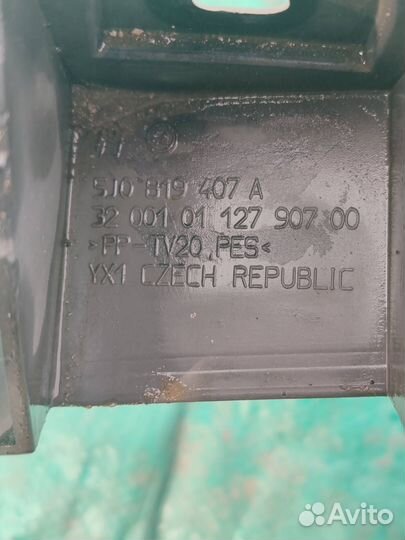 5J0 819 407 A
32 001 01 127 907 00
>PP-TV20,PES<
YX1 CZECH REPUBLIC
Avito